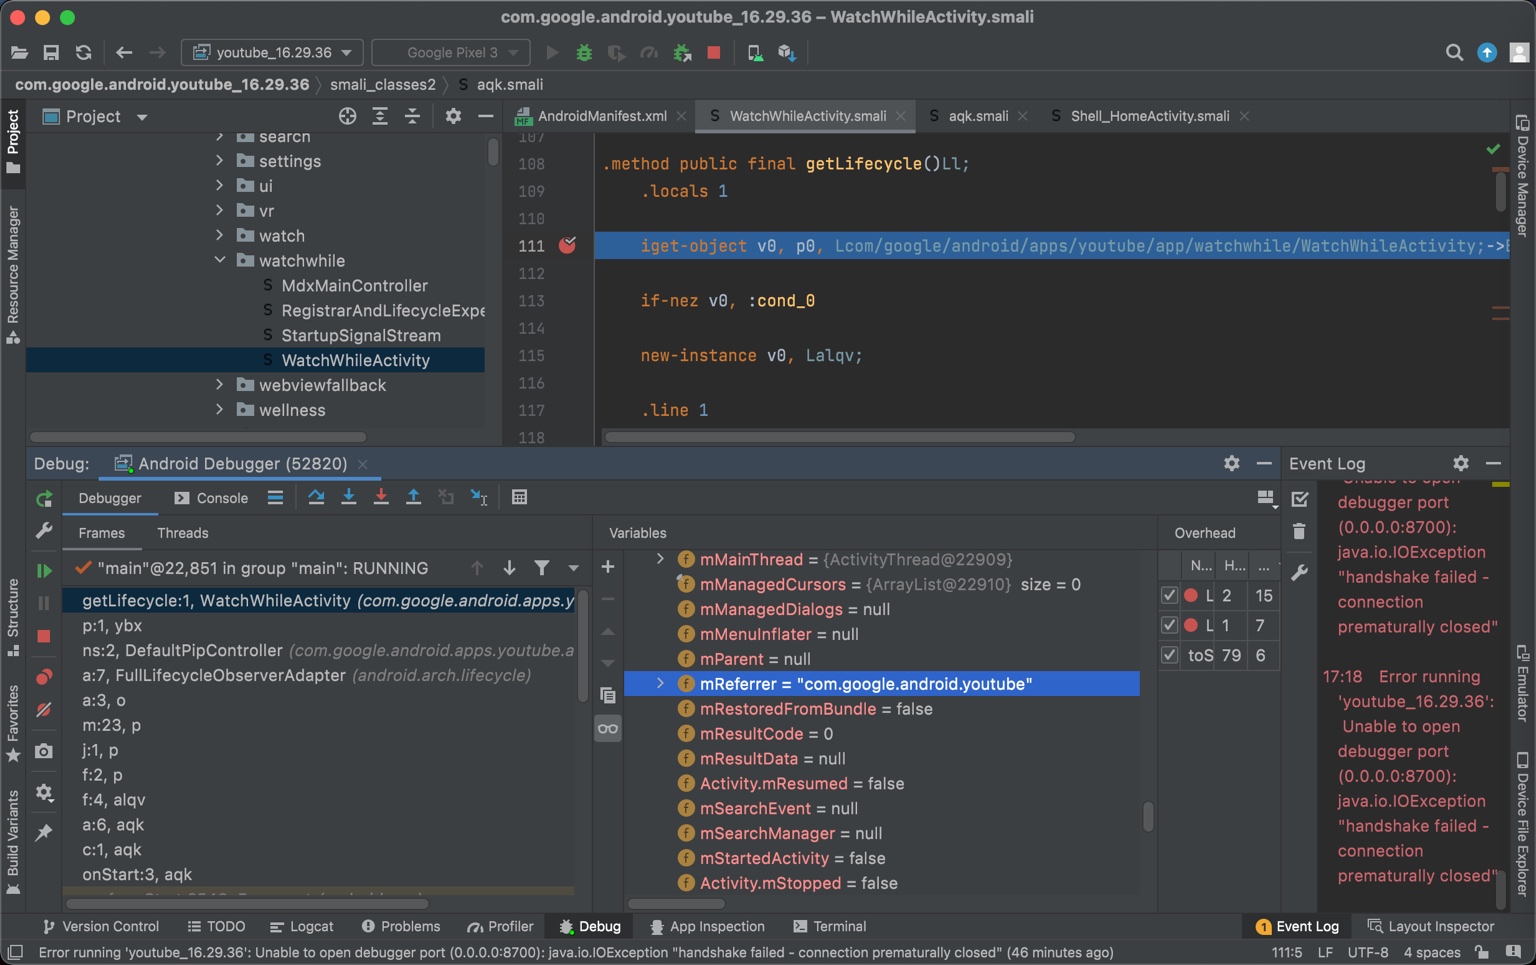 com.google.android.youtube_16.29.36 – WatchWhileActivity.smali
youtube_16.29.36
Google Pixel 3
com.google.android.youtube_16.29.36
smali_classes2
S aqk.smali
Project
Resource Manager
Structure
Favorites
Build Variants
Project
search
settings
ui
vr
watch
watchwhile
S MdxMainController
S RegistrarAndLifecycleExpe
S StartupSignalStream
S WatchWhileActivity
webviewfallback
wellness
MF AndroidManifest.xml
S WatchWhileActivity.smali
S aqk.smali
S Shell_HomeActivity.smali
107
108 .method public final getLifecycle()Ll;
109 .locals 1
110
111 iget-object v0, p0, Lcom/google/android/apps/youtube/app/watchwhile/WatchWhileActivity;->
112
113 if-nez v0, :cond_0
114
115 new-instance v0, Lalqv;
116
117 .line 1
118
Device Manager
Emulator
Device File Explorer
Debug:
Android Debugger (52820)
Debugger
Console
Frames
Threads
"main"@22,851 in group "main": RUNNING
getLifecycle:1, WatchWhileActivity (com.google.android.apps.y
p:1, ybx
ns:2, DefaultPipController (com.google.android.apps.youtube.a
a:7, FullLifecycleObserverAdapter (android.arch.lifecycle)
a:3, o
m:23, p
j:1, p
f:2, p
f:4, alqv
a:6, aqk
c:1, aqk
onStart:3, aqk
Variables
f mMainThread = {ActivityThread@22909}
f mManagedCursors = {ArrayList@22910} size = 0
f mManagedDialogs = null
f mMenuInflater = null
f mParent = null
f mReferrer = "com.google.android.youtube"
f mRestoredFromBundle = false
f mResultCode = 0
f mResultData = null
f Activity.mResumed = false
f mSearchEvent = null
f mSearchManager = null
f mStartedActivity = false
f Activity.mStopped = false
Overhead
N... H... ...
L 2 15
L 1 7
toS 79 6
Event Log
Unable to open
debugger port
(0.0.0.0:8700):
java.io.IOException
"handshake failed -
connection
prematurally closed"
17:18 Error running
'youtube_16.29.36':
Unable to open
debugger port
(0.0.0.0:8700):
java.io.IOException
"handshake failed -
connection
prematurally closed"
Version Control
TODO
Logcat
Problems
Profiler
Debug
App Inspection
Terminal
1 Event Log
Layout Inspector
Error running 'youtube_16.29.36': Unable to open debugger port (0.0.0.0:8700): java.io.IOException "handshake failed - connection prematurally closed" (46 minutes ago)
111:5 LF UTF-8 4 spaces